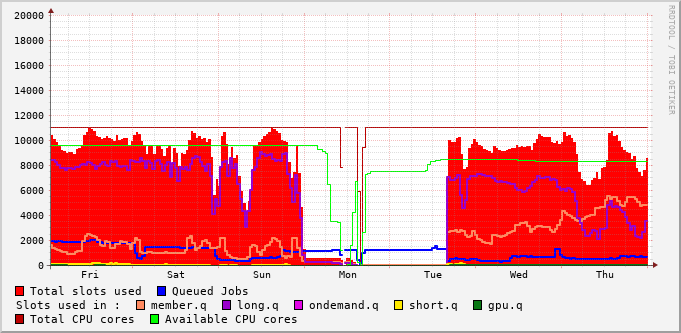 RRDTOOL / TOBI OETIKER
20000
18000
16000
14000
12000
10000
8000
6000
4000
2000
0
Fri Sat Sun Mon Tue Wed Thu
Total slots used Queued Jobs
Slots used in : member.q long.q ondemand.q short.q gpu.q
Total CPU cores Available CPU cores